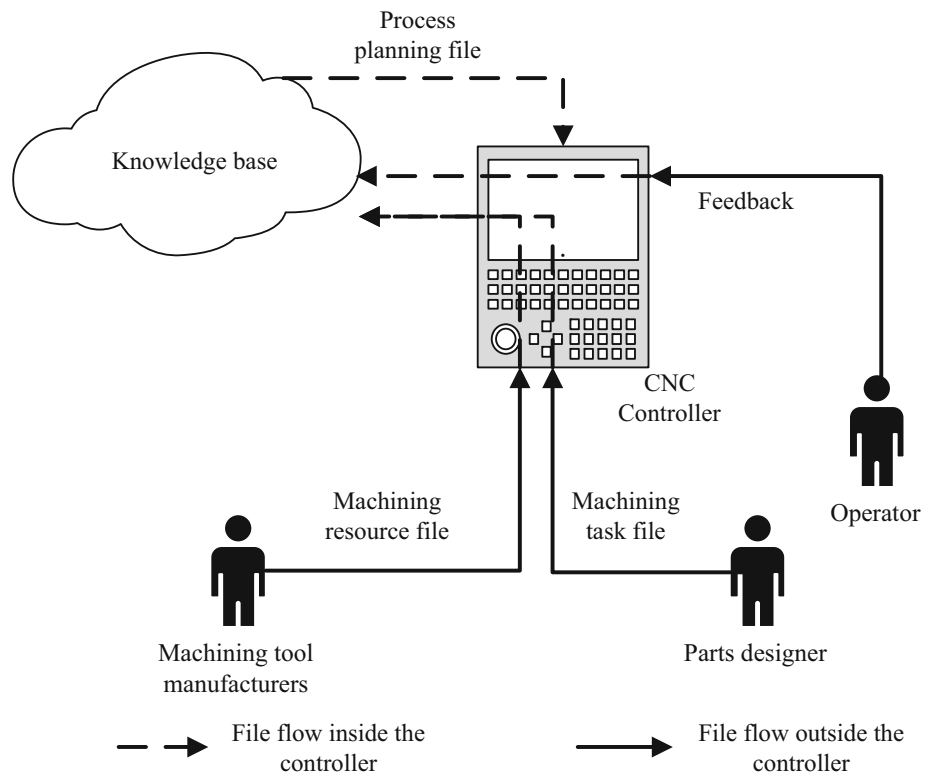 Process
planning file
Knowledge base
Feedback
CNC
Controller
Machining
resource file
Machining
task file
Operator
Machining tool
manufacturers
Parts designer
File flow inside the
controller
File flow outside the
controller